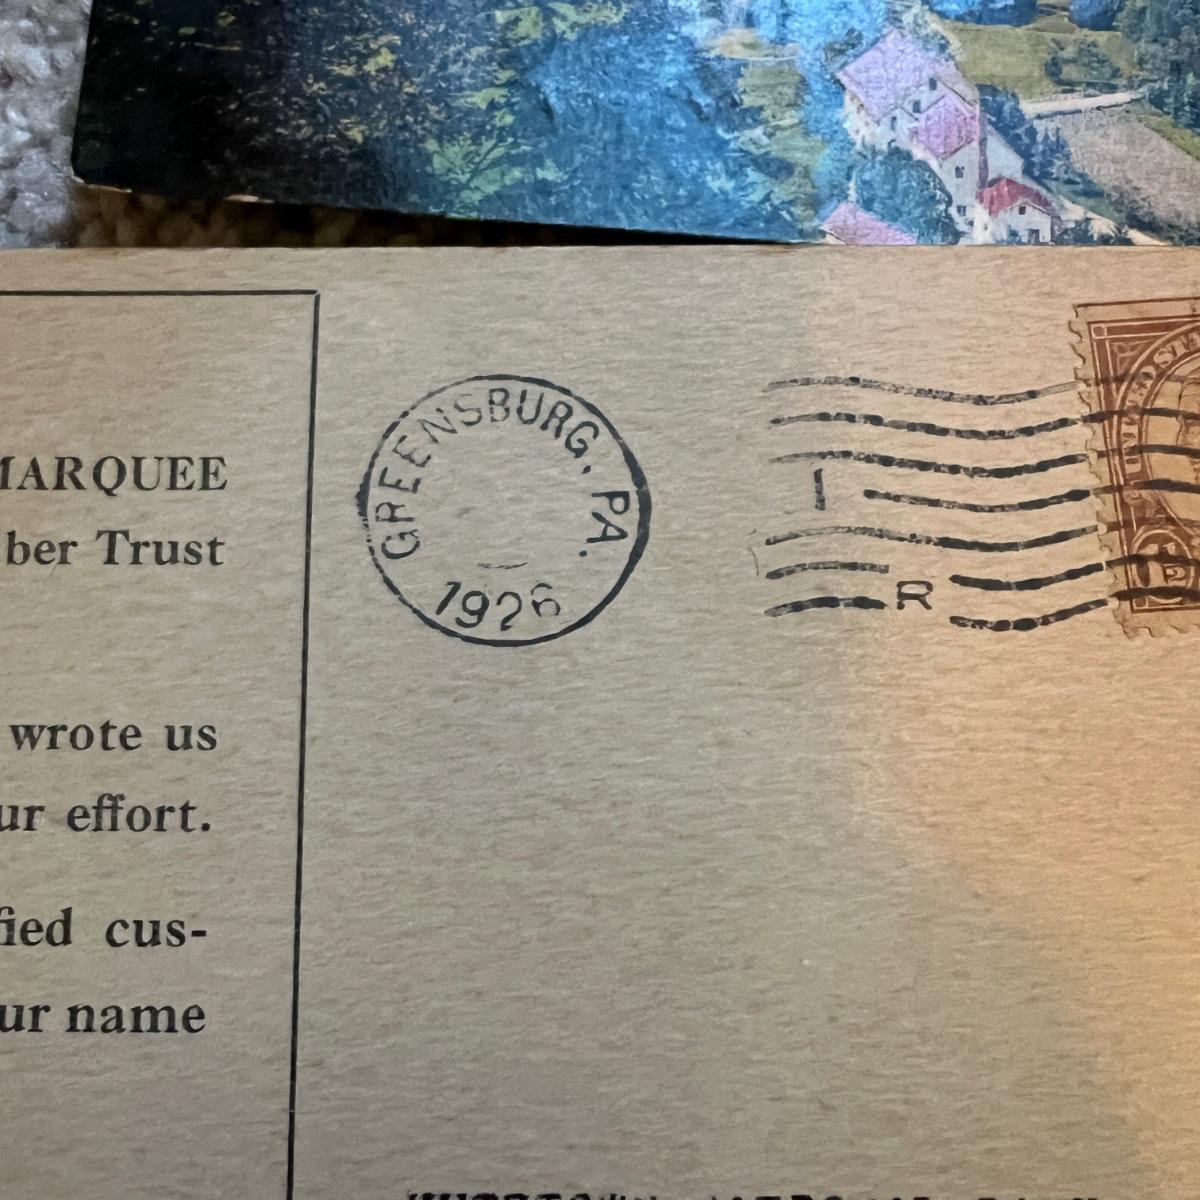 MARQUEE
ber Trust
wrote us
ur effort.
fied cus-
ur name
GREENSBURG, PA.
1926
I
R